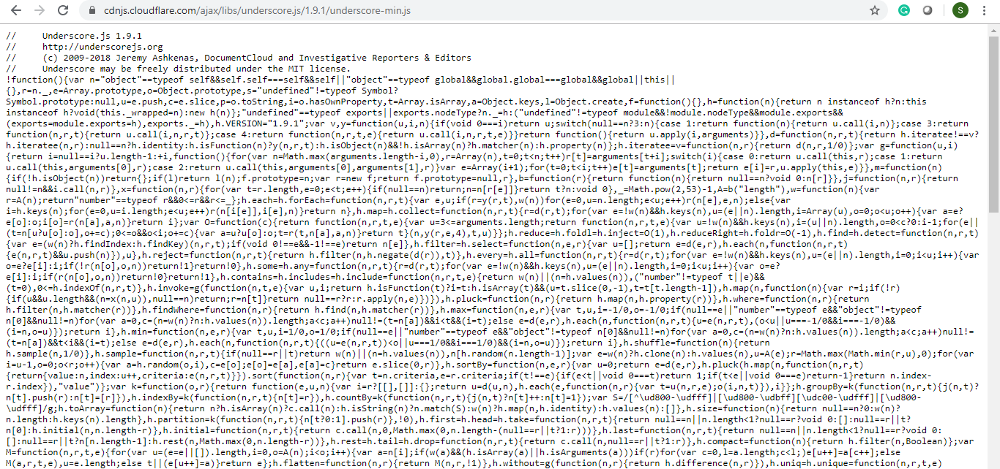 cdnjs.cloudflare.com/ajax/libs/underscore.js/1.9.1/underscore-min.js
S
//     Underscore.js 1.9.1
//     http://underscorejs.org
//     (c) 2009-2018 Jeremy Ashkenas, DocumentCloud and Investigative Reporters & Editors
//     Underscore may be freely distributed under the MIT license.
!function(){var n="object"==typeof self&&self.self===self&&self||"object"==typeof global&&global.global===global&&global||this||
{},r=n._,e=Array.prototype,o=Object.prototype,s="undefined"!=typeof Symbol?
Symbol.prototype:null,u=e.push,c=e.slice,p=o.toString,i=o.hasOwnProperty,t=Array.isArray,a=Object.keys,l=Object.create,f=function(){},h=function(n){return n instanceof h?n:this
instanceof h?void(this._wrapped=n):new h(n)};"undefined"==typeof exports||exports.nodeType?n._=h:("undefined"!=typeof module&&!module.nodeType&&module.exports&&
(exports=module.exports=h),exports._=h),h.VERSION="1.9.1";var v,y=function(u,i,n){if(void 0===i)return u;switch(null==n?3:n){case 1:return function(n){return u.call(i,n)};case 3:return
function(n,r,t){return u.call(i,n,r,t)};case 4:return function(n,r,t,e){return u.call(i,n,r,t,e)}}return function(){return u.apply(i,arguments)}},d=function(n,r,t){return h.iteratee!==v?
h.iteratee(n,r):null==n?h.identity:h.isFunction(n)?y(n,r,t):h.isObject(n)&&!h.isArray(n)?h.matcher(n):h.property(n)};h.iteratee=v=function(n,r){return d(n,r,1/0)};var g=function(u,i)
{return i=null==i?u.length-1:+i,function(){for(var n=Math.max(arguments.length-i,0),r=Array(n),t=0;t<n;t++)r[t]=arguments[t+i];switch(i){case 0:return u.call(this,r);case 1:return
u.call(this,arguments[0],r);case 2:return u.call(this,arguments[0],arguments[1],r)}var e=Array(i+1);for(t=0;t<i;t++)e[t]=arguments[t];return e[i]=r,u.apply(this,e)}},m=function(n)
{if(!h.isObject(n))return{};if(l)return l(n);f.prototype=n;var r=new f;return f.prototype=null,r},b=function(r){return function(n){return null==n?void 0:n[r]}},j=function(n,r){return
null!=n&&i.call(n,r)},x=function(n,r){for(var t=r.length,e=0;e<t;e++){if(null==n)return;n=n[r[e]]}return t?n:void 0},_=Math.pow(2,53)-1,A=b("length"),w=function(n){var
r=A(n);return"number"==typeof r&&0<=r&&r<=_};h.each=h.forEach=function(n,r,t){var e,u;if(r=y(r,t),w(n))for(e=0,u=n.length;e<u;e++)r(n[e],e,n);else{var
i=h.keys(n);for(e=0,u=i.length;e<u;e++)r(n[i[e]],i[e],n)}return n},h.map=h.collect=function(n,r,t){r=d(r,t);for(var e=!w(n)&&h.keys(n),u=(e||n).length,i=Array(u),o=0;o<u;o++){var a=e?
e[o]:o;i[o]=r(n[a],a,n)}return i};var O=function(c){return function(n,r,t,e){var u=3<=arguments.length;return function(n,r,t,e){var u=!w(n)&&h.keys(n),i=(u||n).length,o=0<c?0:i-1;for(e||
(t=n[u?u[o]:o],o+=c);0<=o&&o<i;o+=c){var a=u?u[o]:o;t=r(t,n[a],a,n)}return t}(n,y(r,e,4),t,u)}};h.reduce=h.foldl=h.inject=O(1),h.reduceRight=h.foldr=O(-1),h.find=h.detect=function(n,r,t)
{var e=(w(n)?h.findIndex:h.findKey)(n,r,t);if(void 0!==e&&-1!==e)return n[e]},h.filter=h.select=function(n,e,r){var u=[];return e=d(e,r),h.each(n,function(n,r,t)
{e(n,r,t)&&u.push(n)}),u},h.reject=function(n,r,t){return h.filter(n,h.negate(d(r)),t)},h.every=h.all=function(n,r,t){r=d(r,t);for(var e=!w(n)&&h.keys(n),u=(e||n).length,i=0;i<u;i++){var
o=e?e[i]:i;if(!r(n[o],o,n))return!1}return!0},h.some=h.any=function(n,r,t){r=d(r,t);for(var e=!w(n)&&h.keys(n),u=(e||n).length,i=0;i<u;i++){var o=e?
e[i]:i;if(r(n[o],o,n))return!0}return!1},h.contains=h.includes=h.include=function(n,r,t,e){return w(n)||(n=h.values(n)),("number"!=typeof t||e)&&
(t=0),0<=h.indexOf(n,r,t)},h.invoke=g(function(n,t,e){var u,i;return h.isFunction(t)?i=t:h.isArray(t)&&(u=t.slice(0,-1),t=t[t.length-1]),h.map(n,function(n){var r=i;if(!r)
{if(u&&u.length&&(n=x(n,u)),null==n)return;r=n[t]}return null==r?r:r.apply(n,e)})}),h.pluck=function(n,r){return h.map(n,h.property(r))},h.where=function(n,r){return
h.filter(n,h.matcher(r))},h.findWhere=function(n,r){return h.find(n,h.matcher(r))},h.max=function(n,e,r){var t,u,i=-1/0,o=-1/0;if(null==e||"number"==typeof e&&"object"!=typeof
n[0]&&null!=n)for(var a=0,c=(n=w(n)?n:h.values(n)).length;a<c;a++)null!=(t=n[a])&&i<t&&(i=t);else e=d(e,r),h.each(n,function(n,r,t){u=e(n,r,t),(o<u||u===-1/0&&i===-1/0)&&
(i=n,o=u)});return i},h.min=function(n,e,r){var t,u,i=1/0,o=1/0;if(null==e||"number"==typeof e&&"object"!=typeof n[0]&&null!=n)for(var a=0,c=(n=w(n)?n:h.values(n)).length;a<c;a++)null!=
(t=n[a])&&t<i&&(i=t);else e=d(e,r),h.each(n,function(n,r,t){((u=e(n,r,t))<o||u===1/0&&i===1/0)&&(i=n,o=u)});return i},h.shuffle=function(n){return
h.sample(n,1/0)},h.sample=function(n,r,t){if(null==r||t)return w(n)||(n=h.values(n)),n[h.random(n.length-1)];var e=w(n)?h.clone(n):h.values(n),u=A(e);r=Math.max(Math.min(r,u),0);for(var
i=u-1,o=0;o<r;o++){var a=h.random(o,i),c=e[o];e[o]=e[a],e[a]=c}return e.slice(0,r)},h.sortBy=function(n,e,r){var u=0;return e=d(e,r),h.pluck(h.map(n,function(n,r,t)
{return{value:n,index:u++,criteria:e(n,r,t)}}).sort(function(n,r){var t=n.criteria,e=r.criteria;if(t!==e){if(e<t||void 0===t)return 1;if(t<e||void 0===e)return-1}return n.index-
r.index}),"value")};var k=function(o,r){return function(e,u,n){var i=r?[[],[]]:{};return u=d(u,n),h.each(e,function(n,r){var t=u(n,r,e);o(i,n,t)}),i}};h.groupBy=k(function(n,r,t){j(n,t)?
n[t].push(r):n[t]=[r]}),h.indexBy=k(function(n,r,t){n[t]=r}),h.countBy=k(function(n,r,t){j(n,t)?n[t]++:n[t]=1});var S=/[^\ud800-\udfff]|[\ud800-\udbff][\udc00-\udfff]|[\ud800-
\udfff]/g;h.toArray=function(n){return n?h.isArray(n)?c.call(n):h.isString(n)?n.match(S):w(n)?h.map(n,h.identity):h.values(n):[]},h.size=function(n){return null==n?0:w(n)?
n.length:h.keys(n).length},h.partition=k(function(n,r,t){n[t?0:1].push(r)},!0),h.first=h.head=h.take=function(n,r,t){return null==n||n.length<1?null==r?void 0:[]:null==r||t?
n[0]:h.initial(n,n.length-r)},h.initial=function(n,r,t){return c.call(n,0,Math.max(0,n.length-(null==r||t?1:r)))},h.last=function(n,r,t){return null==n||n.length<1?null==r?void 0:
[]:null==r||t?n[n.length-1]:h.rest(n,Math.max(0,n.length-r))},h.rest=h.tail=h.drop=function(n,r,t){return c.call(n,null==r||t?1:r)},h.compact=function(n){return h.filter(n,Boolean)};var
M=function(n,r,t,e){for(var u=(e=e||[]).length,i=0,o=A(n);i<o;i++){var a=n[i];if(w(a)&&(h.isArray(a)||h.isArguments(a)))if(r)for(var c=0,l=a.length;c<l;)e[u++]=a[c++];else
M(a,r,t,e),u=e.length;else t||(e[u++]=a)}return e};h.flatten=function(n,r){return M(n,r,!1)},h.without=g(function(n,r){return h.difference(n,r)}),h.uniq=h.unique=function(n,r,t,e)